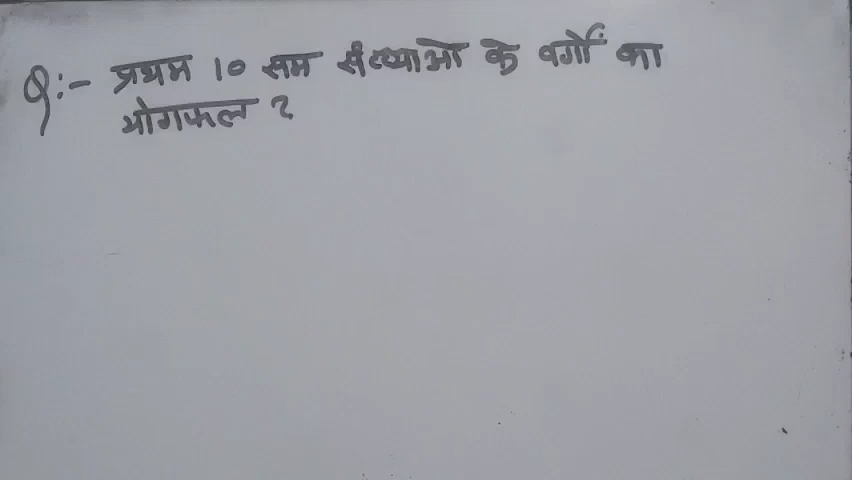 Q:- प्रथम 10 सम संख्याओ के वर्गों का
योगफल ?